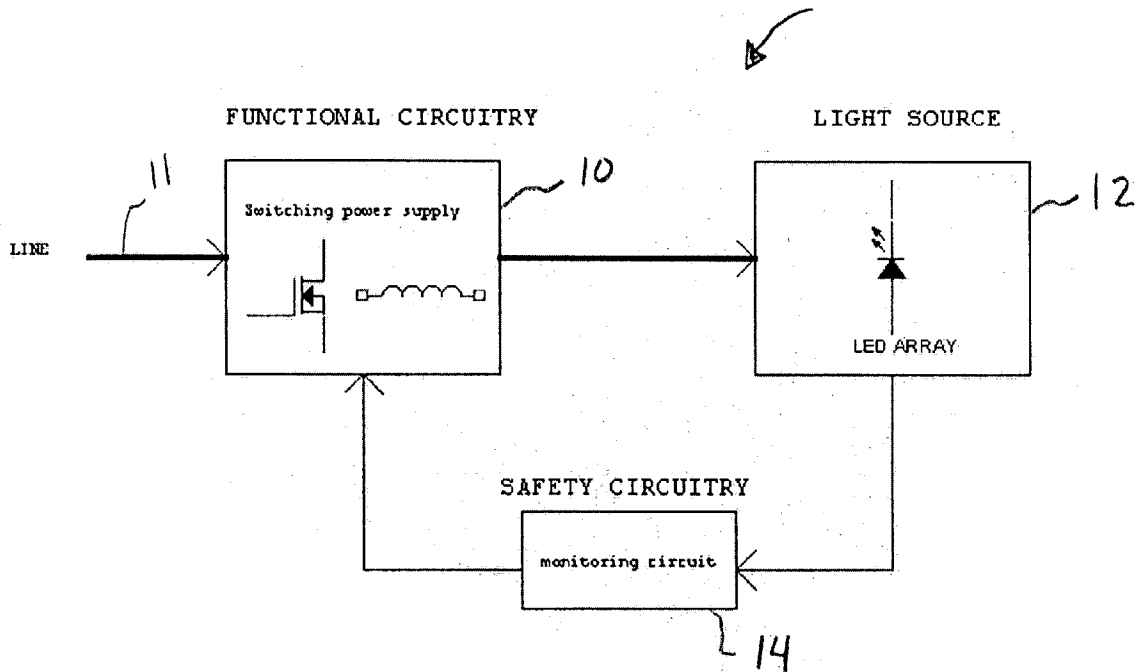 FUNCTIONAL CIRCUITRY
LIGHT SOURCE
11
10
12
Switching power supply
LINE
LED ARRAY
SAFETY CIRCUITRY
monitoring circuit
14